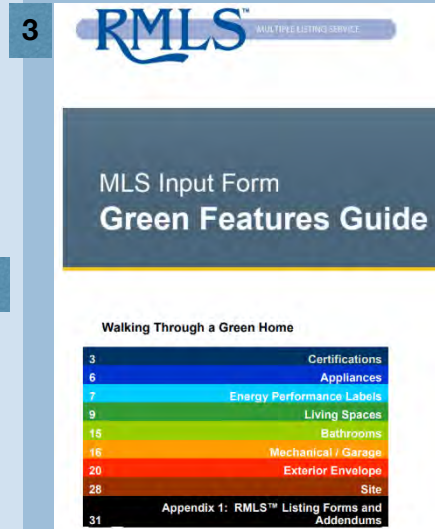 3
RMLS™
MULTIPLE LISTING SERVICE
MLS Input Form
Green Features Guide
Walking Through a Green Home
3 Certifications
6 Appliances
7 Energy Performance Labels
9 Living Spaces
15 Bathrooms
16 Mechanical / Garage
20 Exterior Envelope
28 Site
Appendix 1: RMLS™ Listing Forms and
31 Addendums